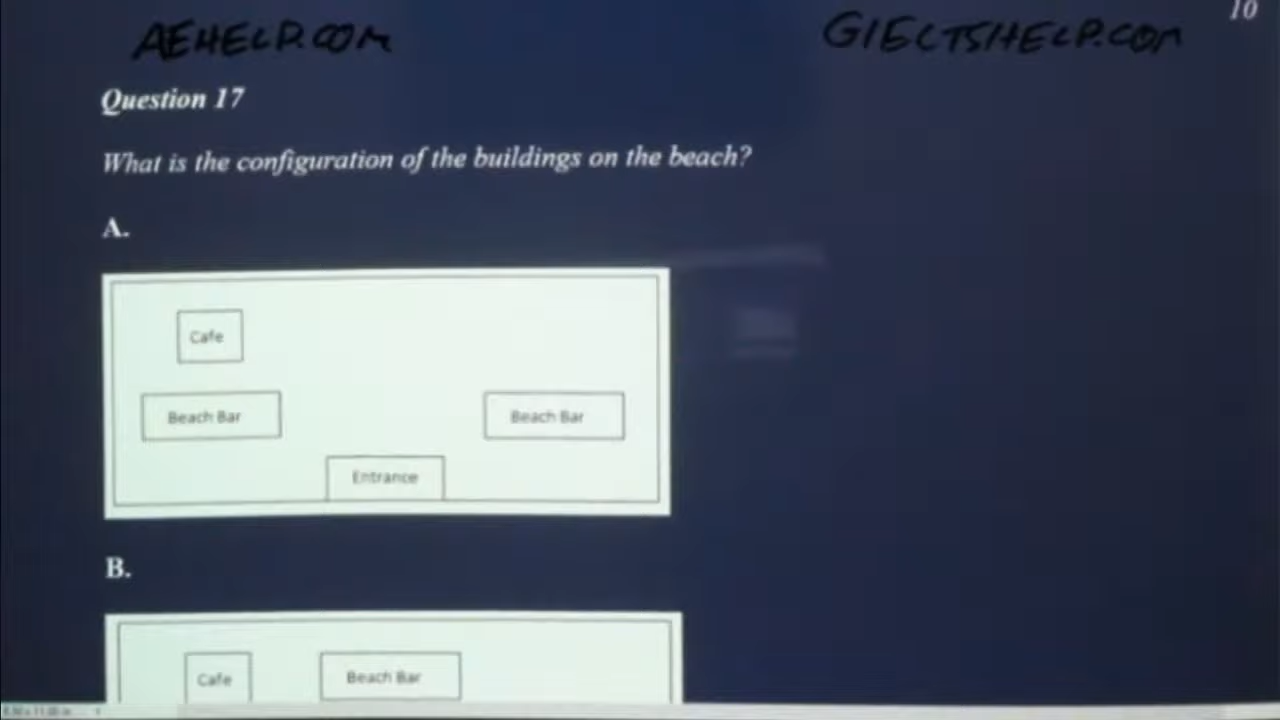 10
AEHELP.COM GIELTSHELP.COM
Question 17
What is the configuration of the buildings on the beach?
A.
Cafe
Beach Bar Beach Bar
Entrance
B.
Cafe Beach Bar